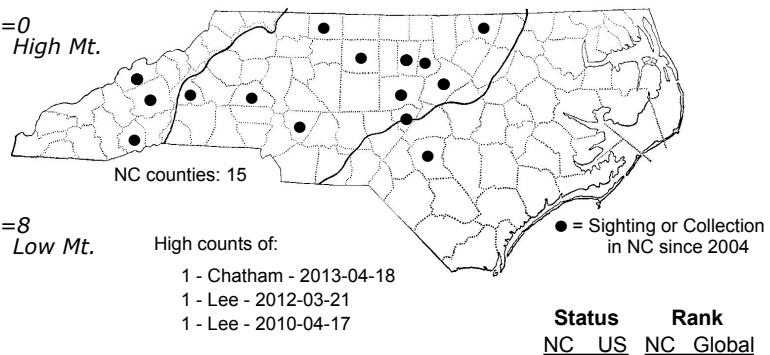 =0
High Mt.
NC counties: 15
=8
Low Mt.
High counts of:
1 - Chatham - 2013-04-18
1 - Lee - 2012-03-21
1 - Lee - 2010-04-17
● = Sighting or Collection
in NC since 2004
Status Rank
NC US NC Global